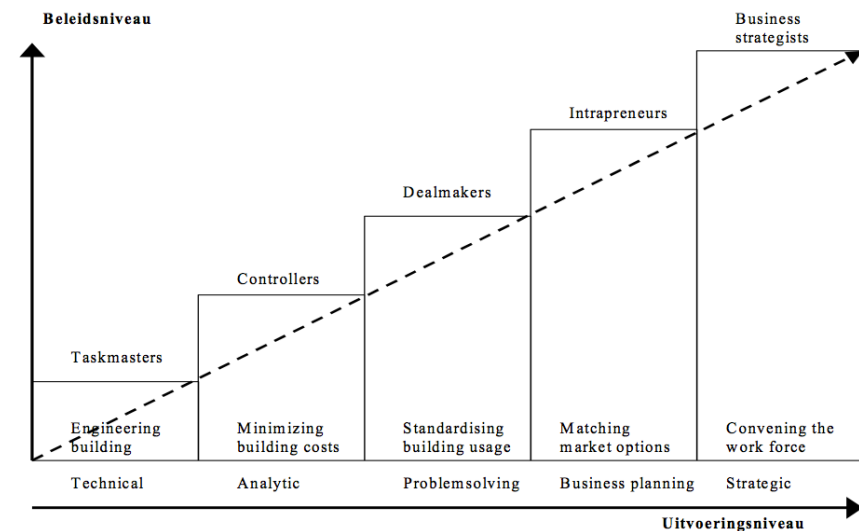 Beleidsniveau
Business
strategists
Intrapreneurs
Dealmakers
Controllers
Taskmasters
Engineering
building
Minimizing
building costs
Standardising
building usage
Matching
market options
Convening the
work force
Technical
Analytic
Problemsolving
Business planning
Strategic
Uitvoeringsniveau